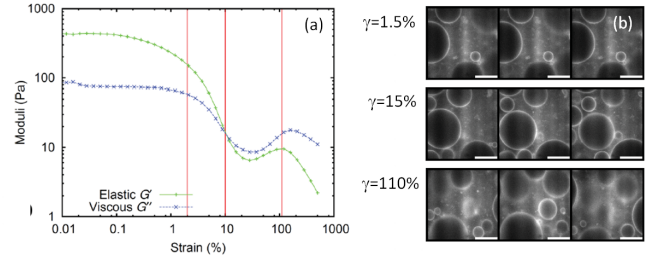 (a)
1000
100
10
1
Moduli (Pa)
Elastic G'
Viscous G''
0.01 0.1 1 10 100 1000
Strain (%)
(b)
γ=1.5%
γ=15%
γ=110%